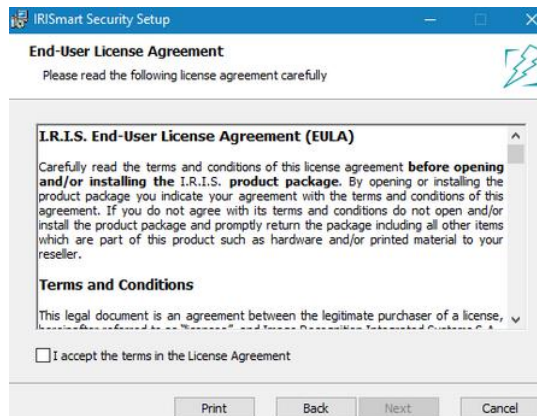 IRISmart Security Setup
End-User License Agreement
Please read the following license agreement carefully
I.R.I.S. End-User License Agreement (EULA)
Carefully read the terms and conditions of this license agreement before opening
and/or installing the I.R.I.S. product package. By opening or installing the
product package you indicate your agreement with the terms and conditions of this
agreement. If you do not agree with its terms and conditions do not open and/or
install the product package and promptly return the package including all other items
which are part of this product such as hardware and/or printed material to your
reseller.
Terms and Conditions
This legal document is an agreement between the legitimate purchaser of a license,
I accept the terms in the License Agreement
Print Back Next Cancel